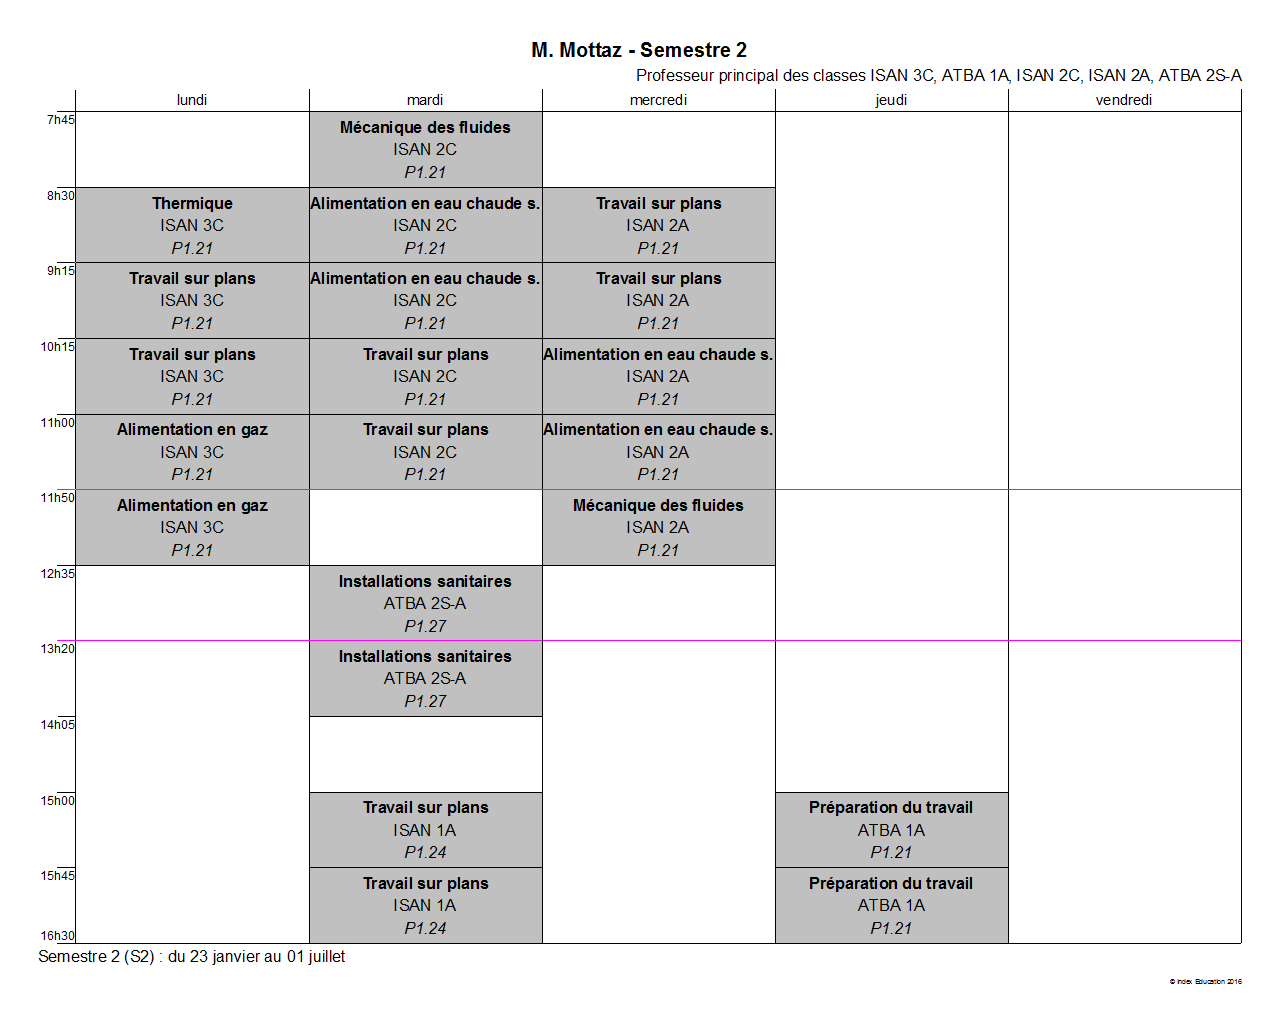 M. Mottaz - Semestre 2
Professeur principal des classes ISAN 3C, ATBA 1A, ISAN 2C, ISAN 2A, ATBA 2S-A
lundi mardi mercredi jeudi vendredi
7h45
Mécanique des fluides
ISAN 2C
P1.21
8h30
Thermique Alimentation en eau chaude s. Travail sur plans
ISAN 3C ISAN 2C ISAN 2A
P1.21 P1.21 P1.21
9h15
Travail sur plans Alimentation en eau chaude s. Travail sur plans
ISAN 3C ISAN 2C ISAN 2A
P1.21 P1.21 P1.21
10h15
Travail sur plans Travail sur plans Alimentation en eau chaude s.
ISAN 3C ISAN 2C ISAN 2A
P1.21 P1.21 P1.21
11h00
Alimentation en gaz Travail sur plans Alimentation en eau chaude s.
ISAN 3C ISAN 2C ISAN 2A
P1.21 P1.21 P1.21
11h50
Alimentation en gaz Mécanique des fluides
ISAN 3C ISAN 2A
P1.21 P1.21
12h35
Installations sanitaires
ATBA 2S-A
P1.27
13h20
Installations sanitaires
ATBA 2S-A
P1.27
14h05
15h00
Travail sur plans Préparation du travail
ISAN 1A ATBA 1A
P1.24 P1.21
15h45
Travail sur plans Préparation du travail
ISAN 1A ATBA 1A
P1.24 P1.21
16h30
Semestre 2 (S2) : du 23 janvier au 01 juillet
© Index Education 2016